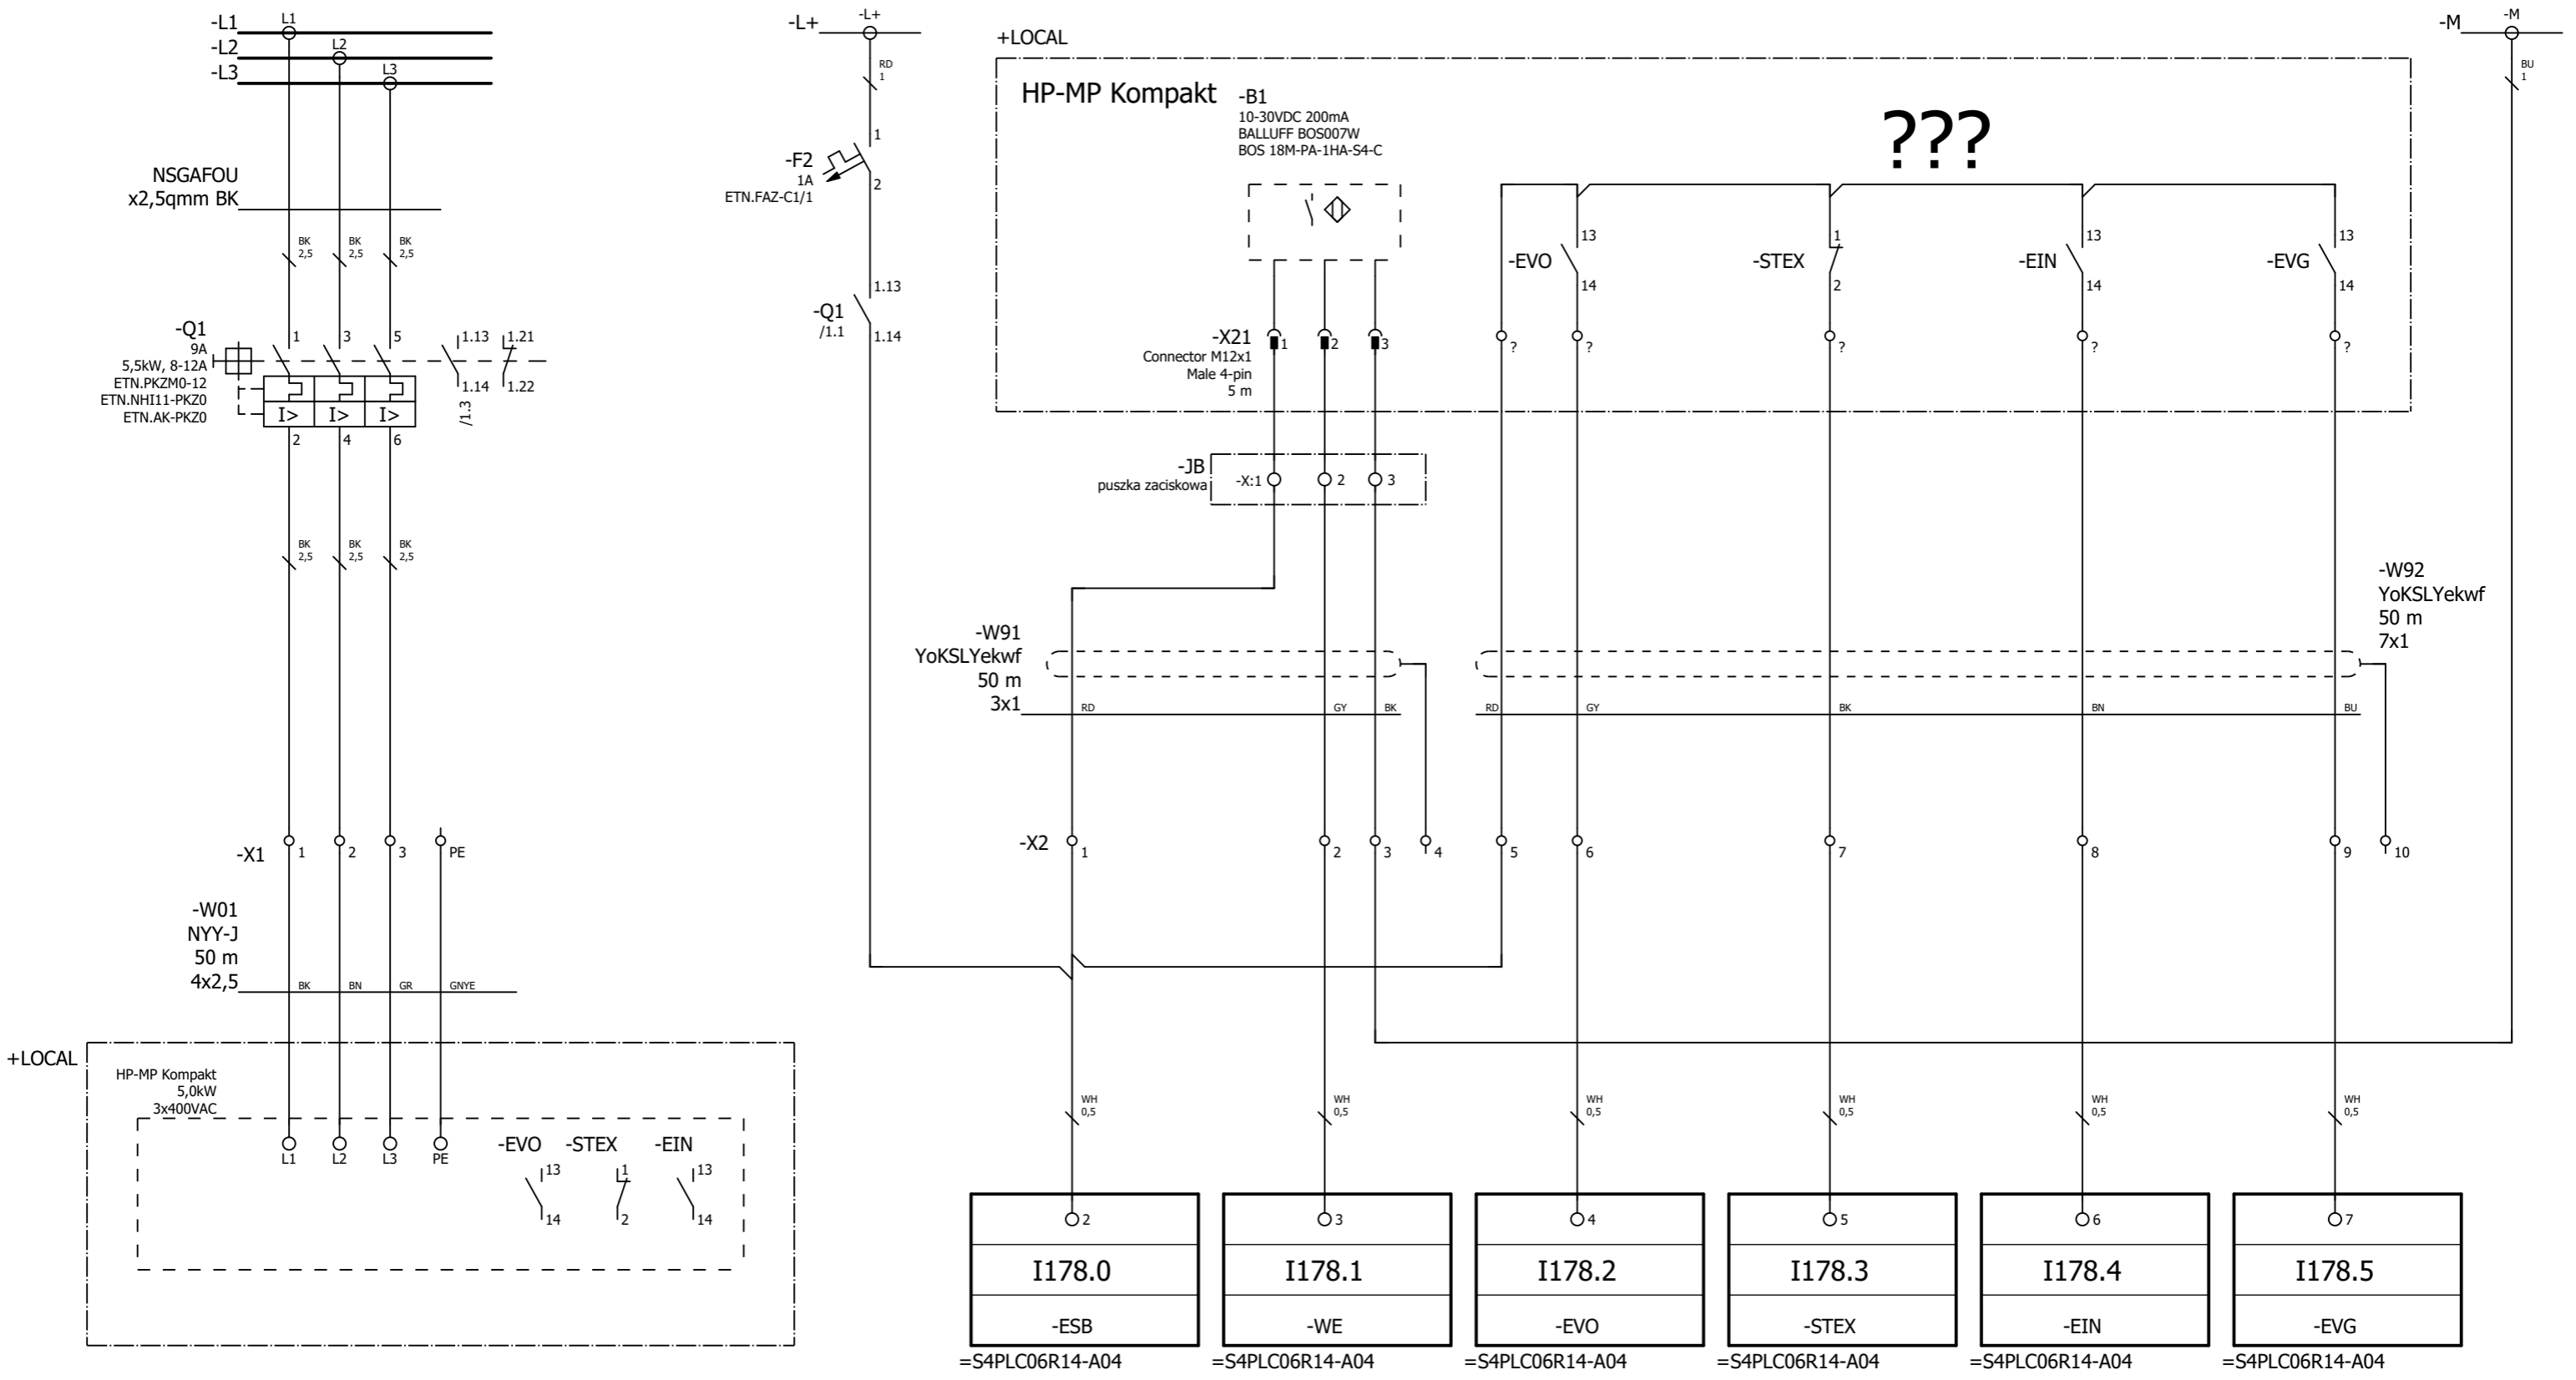 -L1
L1
-L2
L2
-L3
L3
NSGAFOU
x2,5qmm BK
BK
2,5
BK
2,5
BK
2,5
-Q1
9A
5,5kW, 8-12A
ETN.PKZM0-12
ETN.NHI11-PKZ0
ETN.AK-PKZ0
1
3
5
1.13
1.21
1.14
1.22
/1.3
I>
I>
I>
2
4
6
BK
2,5
BK
2,5
BK
2,5
-X1
1
2
3
PE
-W01
NYY-J
50 m
4x2,5
BK
BN
GR
GNYE
+LOCAL
HP-MP Kompakt
5,0kW
3x400VAC
L1
L2
L3
PE
-EVO
13
14
-STEX
1
2
-EIN
13
14
-L+
-L+
RD
1
-F2
1A
ETN.FAZ-C1/1
1
2
-Q1
/1.1
1.13
1.14
+LOCAL
HP-MP Kompakt
-B1
10-30VDC 200mA
BALLUFF BOS007W
BOS 18M-PA-1HA-S4-C
???
-X21
Connector M12x1
Male 4-pin
5 m
1
2
3
-EVO
13
14
-STEX
1
2
-EIN
13
14
-EVG
13
14
?
?
?
?
?
-JB
puszka zaciskowa
-X:1
2
3
-M
-M
BU
1
-W91
YoKSLYekwf
50 m
3x1
RD
GY
BK
-W92
YoKSLYekwf
50 m
7x1
RD
GY
BK
BN
BU
-X2
1
2
3
4
5
6
7
8
9
10
WH
0,5
WH
0,5
WH
0,5
WH
0,5
WH
0,5
WH
0,5
2
I178.0
-ESB
=S4PLC06R14-A04
3
I178.1
-WE
=S4PLC06R14-A04
4
I178.2
-EVO
=S4PLC06R14-A04
5
I178.3
-STEX
=S4PLC06R14-A04
6
I178.4
-EIN
=S4PLC06R14-A04
7
I178.5
-EVG
=S4PLC06R14-A04